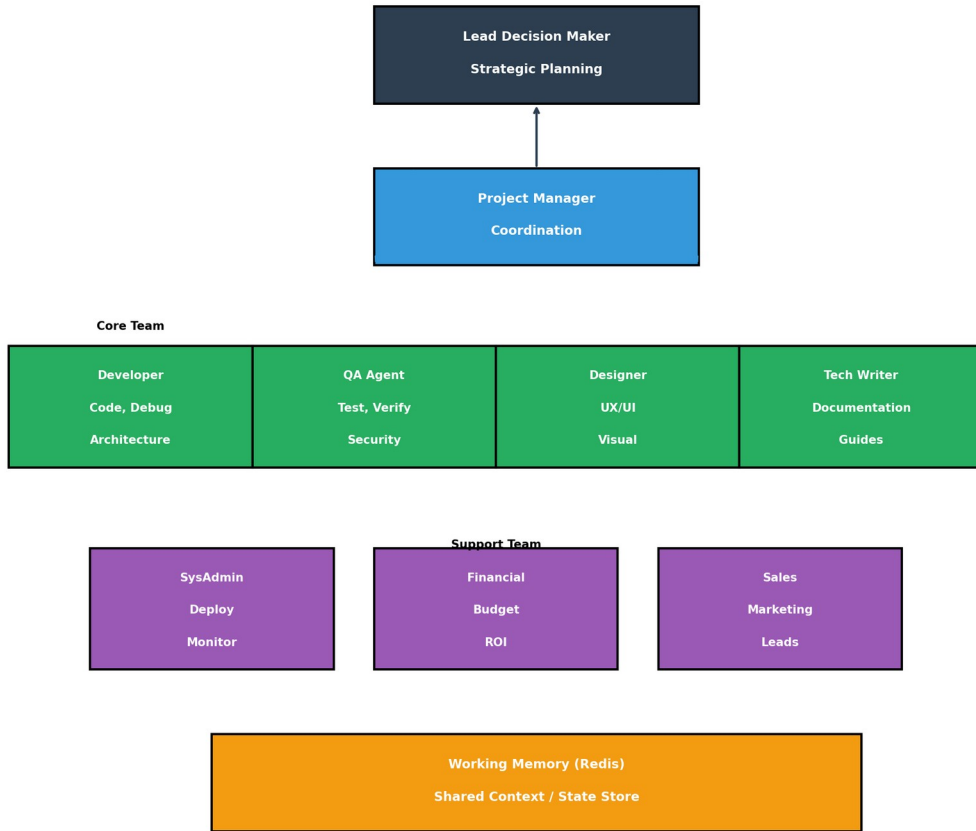 Lead Decision Maker
Strategic Planning
Project Manager
Coordination
Core Team
Developer
Code, Debug
Architecture
QA Agent
Test, Verify
Security
Designer
UX/UI
Visual
Tech Writer
Documentation
Guides
Support Team
SysAdmin
Deploy
Monitor
Financial
Budget
ROI
Sales
Marketing
Leads
Working Memory (Redis)
Shared Context / State Store